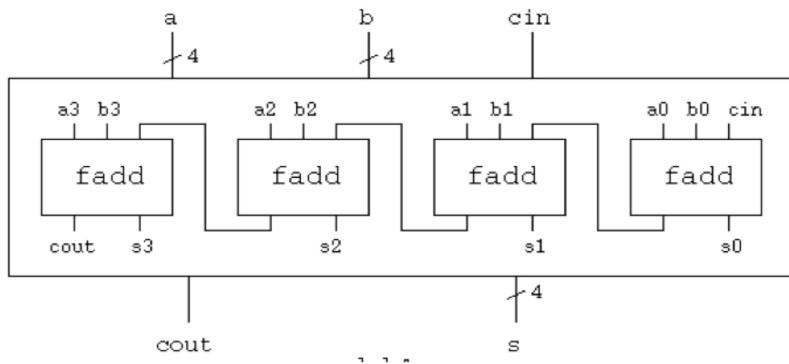 a b cin
4 4
a3 b3 a2 b2 a1 b1 a0 b0 cin
fadd fadd fadd fadd
cout s3 s2 s1 s0
4
cout s